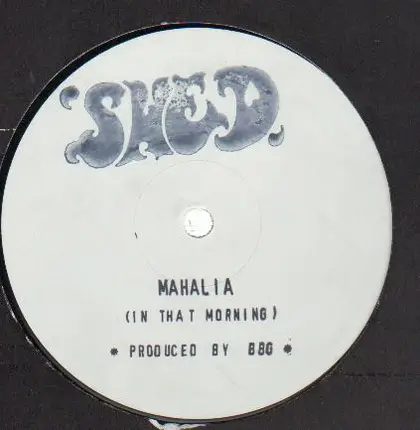 SHED
MAHALIA
(IN THAT MORNING)
* PRODUCED BY BBG *